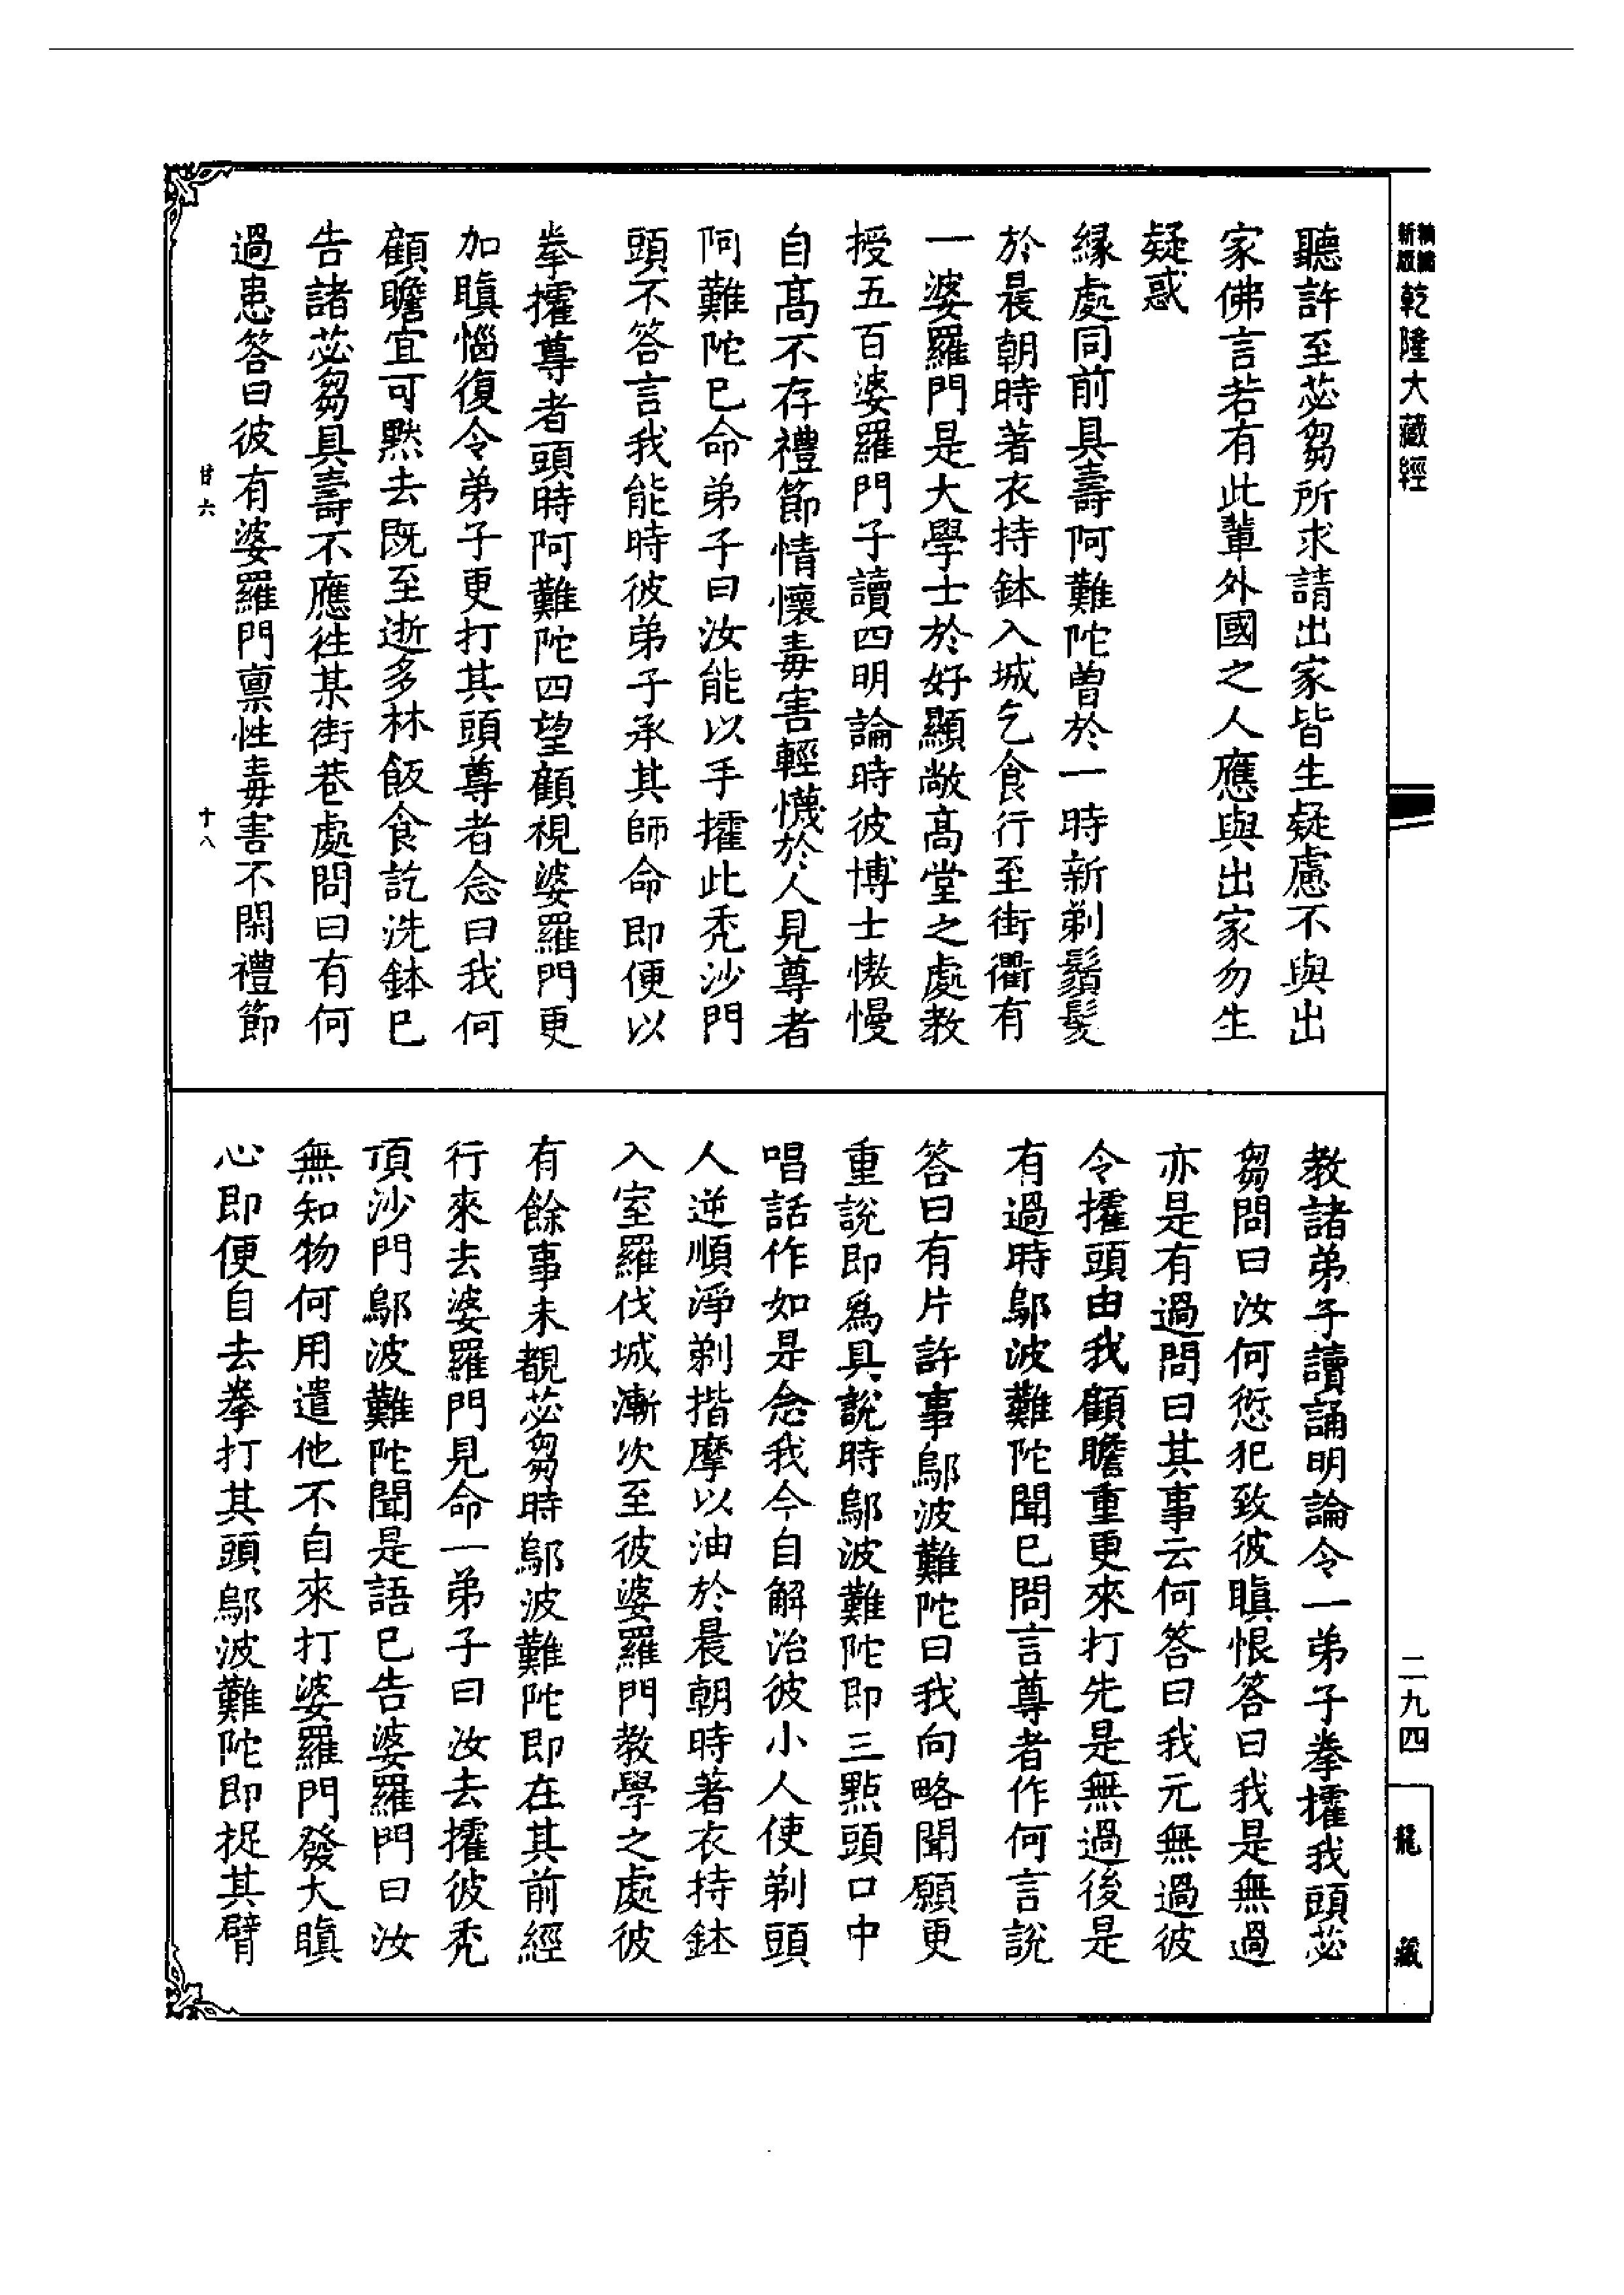 乾隆大藏經
聽許至苾芻所求請出家皆生疑慮不與出
家佛言若有此輩外國之人應與出家勿生
疑惑
緣處同前具壽阿難陀曾於一時新剃鬚髮
於晨朝時著衣持鉢入城乞食行至街衢有
一婆羅門是大學士於好顯敞高堂之處教
授五百婆羅門子讀四明論時彼博士慠慢
自高不存禮節情懷毒害輕懱於人見尊者
阿難陀已命弟子曰汝能以手㩲此禿沙門
頭不答言我能時彼弟子承其師命即便以
拳㩲尊者頭時阿難陀四望顧視婆羅門更
加瞋惱復令弟子更打其頭尊者念曰我何
顧瞻宜可默去既至逝多林飯食訖洗鉢已
告諸苾芻具壽不應往某街巷處問曰有何
過患答曰彼有婆羅門禀性毒害不閑禮節
甘六
十八
教諸弟子讀誦明論令一弟子拳㩲我頭苾
芻問曰汝何愆犯致彼瞋恨答曰我是無過
亦是有過問曰其事云何答曰我元無過彼
令㩲頭由我顧瞻重更來打先是無過後是
有過時鄔波難陀聞已問言尊者作何言說
答曰有片許事鄔波難陀曰我向略聞願更
重說即為具說時鄔波難陀即三點頭口中
唱話作如是念我今自解治彼小人使剃頭
人逆順淨剃揩摩以油於晨朝時著衣持鉢
入室羅伐城漸次至彼婆羅門教學之處彼
有餘事未覩苾芻時鄔波難陀即在其前經
行來去婆羅門見命一弟子曰汝去㩲彼禿
頂沙門鄔波難陀聞是語已告婆羅門曰汝
無知物何用遣他不自來打婆羅門發大瞋
心即便自去拳打其頭鄔波難陀即捉其臂
二九四
龍藏